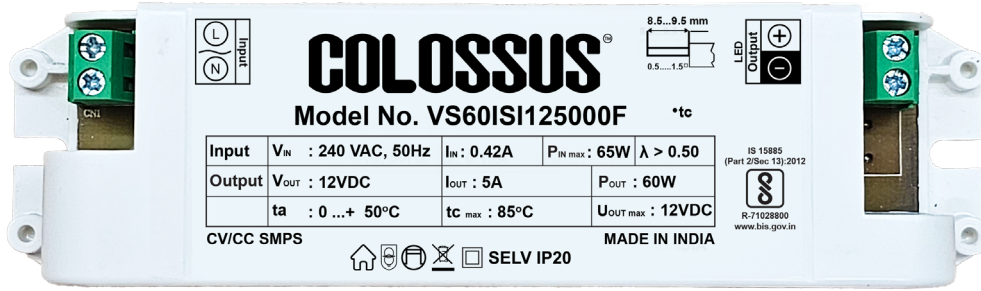 L
N
Input
COLOSSUS™
8.5...9.5 mm
0.5.....1.5□
LED
Output
+
−
CN1
Model No. VS60ISI125000F
•tc
Input VIN : 240 VAC, 50Hz IIN : 0.42A PIN max : 65W λ > 0.50
Output VOUT : 12VDC IOUT : 5A POUT : 60W
ta : 0 ...+ 50°C tc max : 85°C UOUT max : 12VDC
IS 15885
(Part 2/Sec 13):2012
R-71028800
www.bis.gov.in
CV/CC SMPS
MADE IN INDIA
SELV IP20